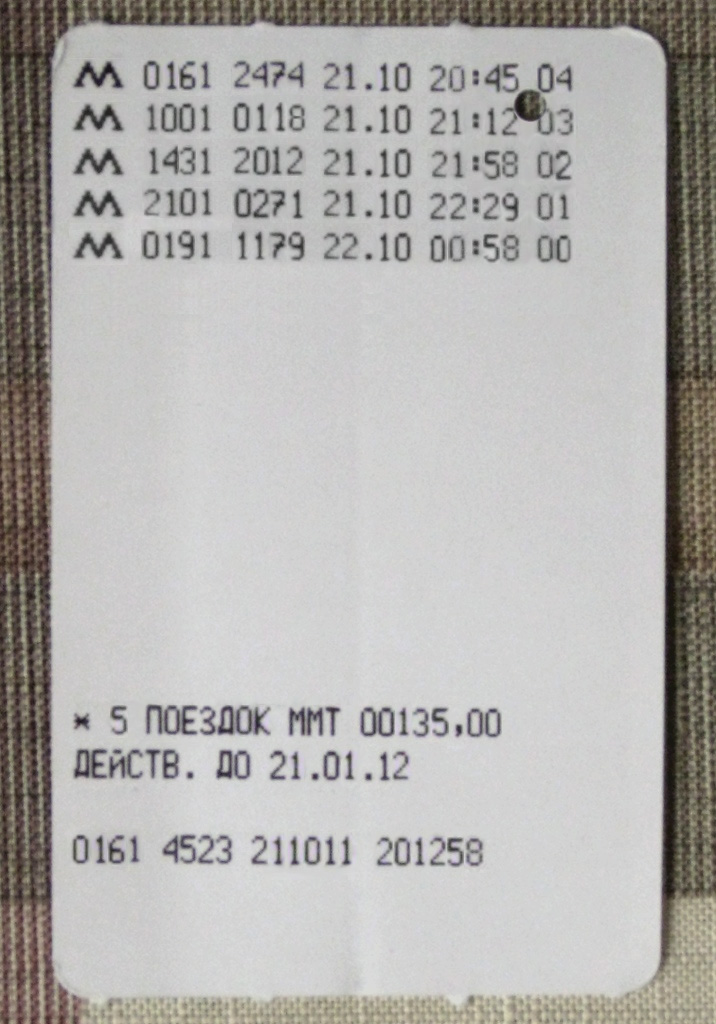 М 0161 2474 21.10 20:45 04
М 1001 0118 21.10 21:12 03
М 1431 2012 21.10 21:58 02
М 2101 0271 21.10 22:29 01
М 0191 1179 22.10 00:58 00
* 5 ПОЕЗДОК ММТ 00135,00
ДЕЙСТВ. ДО 21.01.12
0161 4523 211011 201258